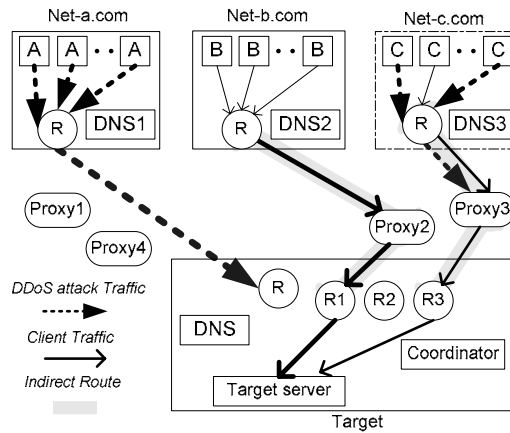 Net-a.com Net-b.com Net-c.com
A A · · A B B · · B C C · · C
R DNS1 R DNS2 R DNS3
Proxy1 Proxy2 Proxy3
Proxy4
DDoS attack Traffic
Client Traffic
Indirect Route
R R1 R2 R3
DNS Coordinator
Target server
Target